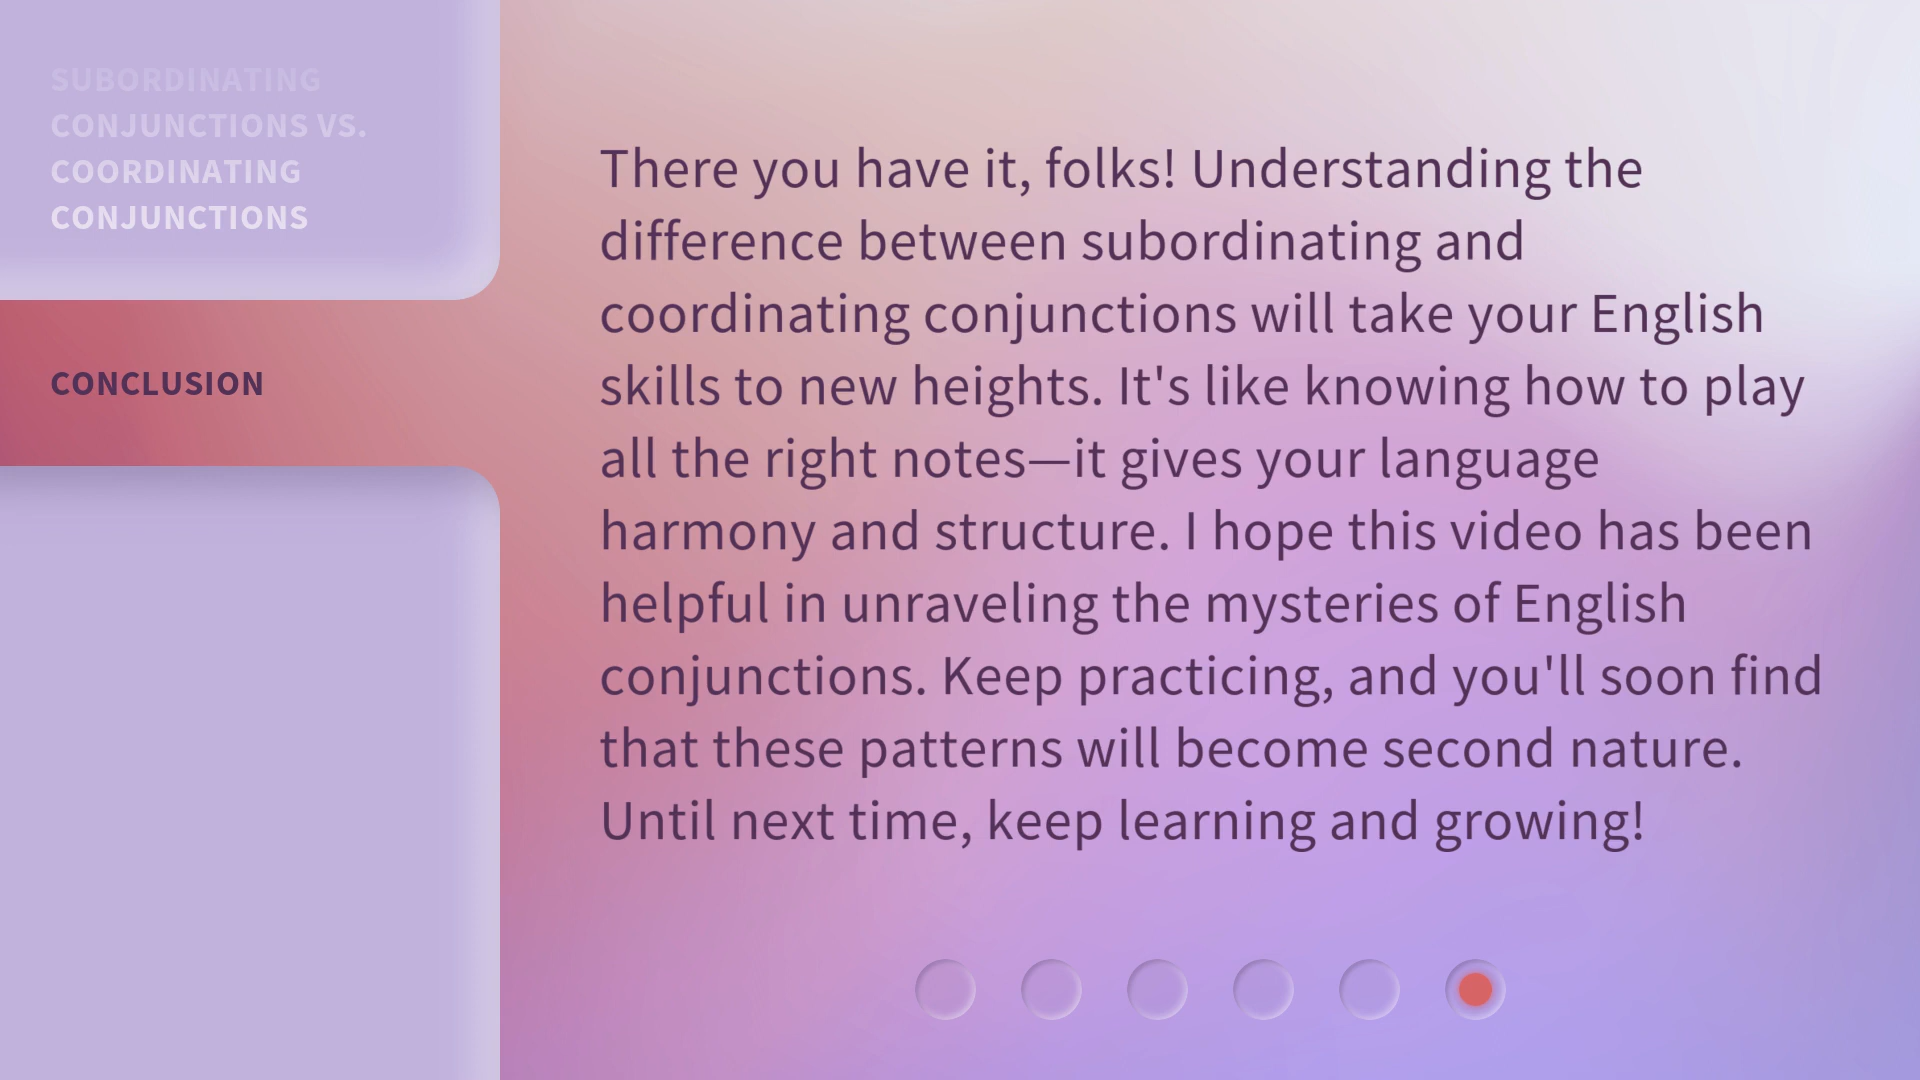 SUBORDINATING
CONJUNCTIONS VS.
COORDINATING
CONJUNCTIONS
CONCLUSION
There you have it, folks! Understanding the
difference between subordinating and
coordinating conjunctions will take your English
skills to new heights. It's like knowing how to play
all the right notes—it gives your language
harmony and structure. I hope this video has been
helpful in unraveling the mysteries of English
conjunctions. Keep practicing, and you'll soon find
that these patterns will become second nature.
Until next time, keep learning and growing!